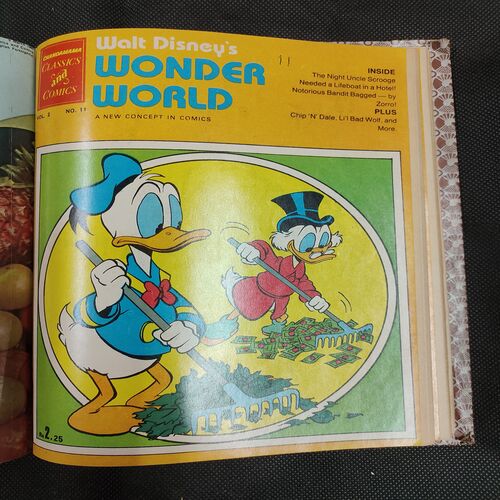 CHANDAMAMA
CLASSICS
and
COMICS
VOL. 2 NO. 11
Walt Disney's
WONDER
WORLD
A NEW CONCEPT IN COMICS
11
INSIDE
The Night Uncle Scrooge
Needed a Lifeboat in a Hotel!
Notorious Bandit Bagged — by
Zorro!
PLUS
Chip 'N' Dale, Li'l Bad Wolf, and
More.
2.25